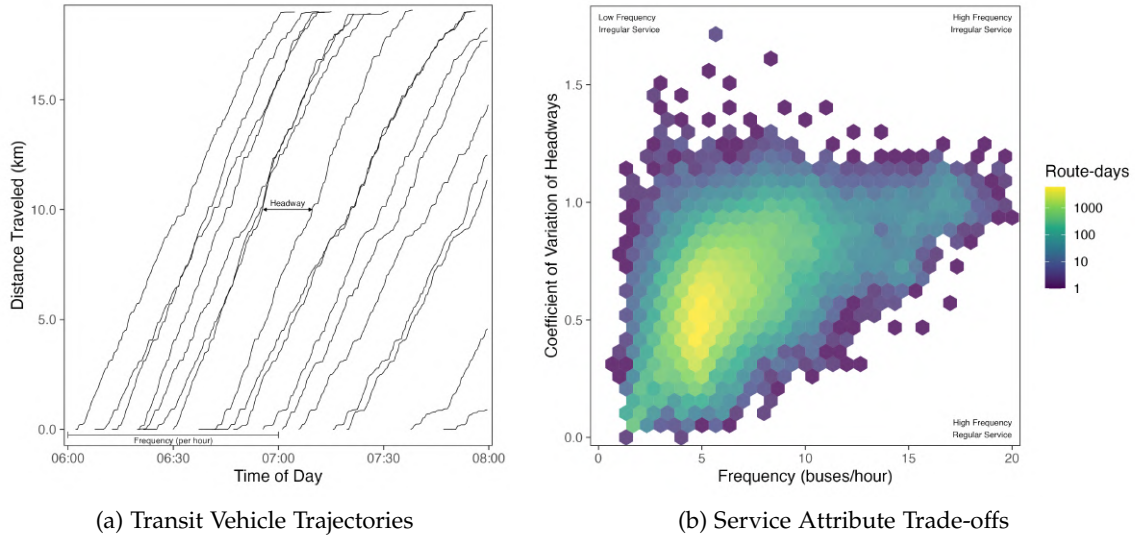 15.0
10.0
5.0
0.0
Distance Traveled (km)
Headway
Frequency (per hour)
06:00 06:30 07:00 07:30 08:00
Time of Day
(a) Transit Vehicle Trajectories
Low Frequency
Irregular Service
High Frequency
Irregular Service
1.5
1.0
0.5
0.0
Coefficient of Variation of Headways
High Frequency
Regular Service
0 5 10 15 20
Frequency (buses/hour)
Route-days
1000
100
10
1
(b) Service Attribute Trade-offs